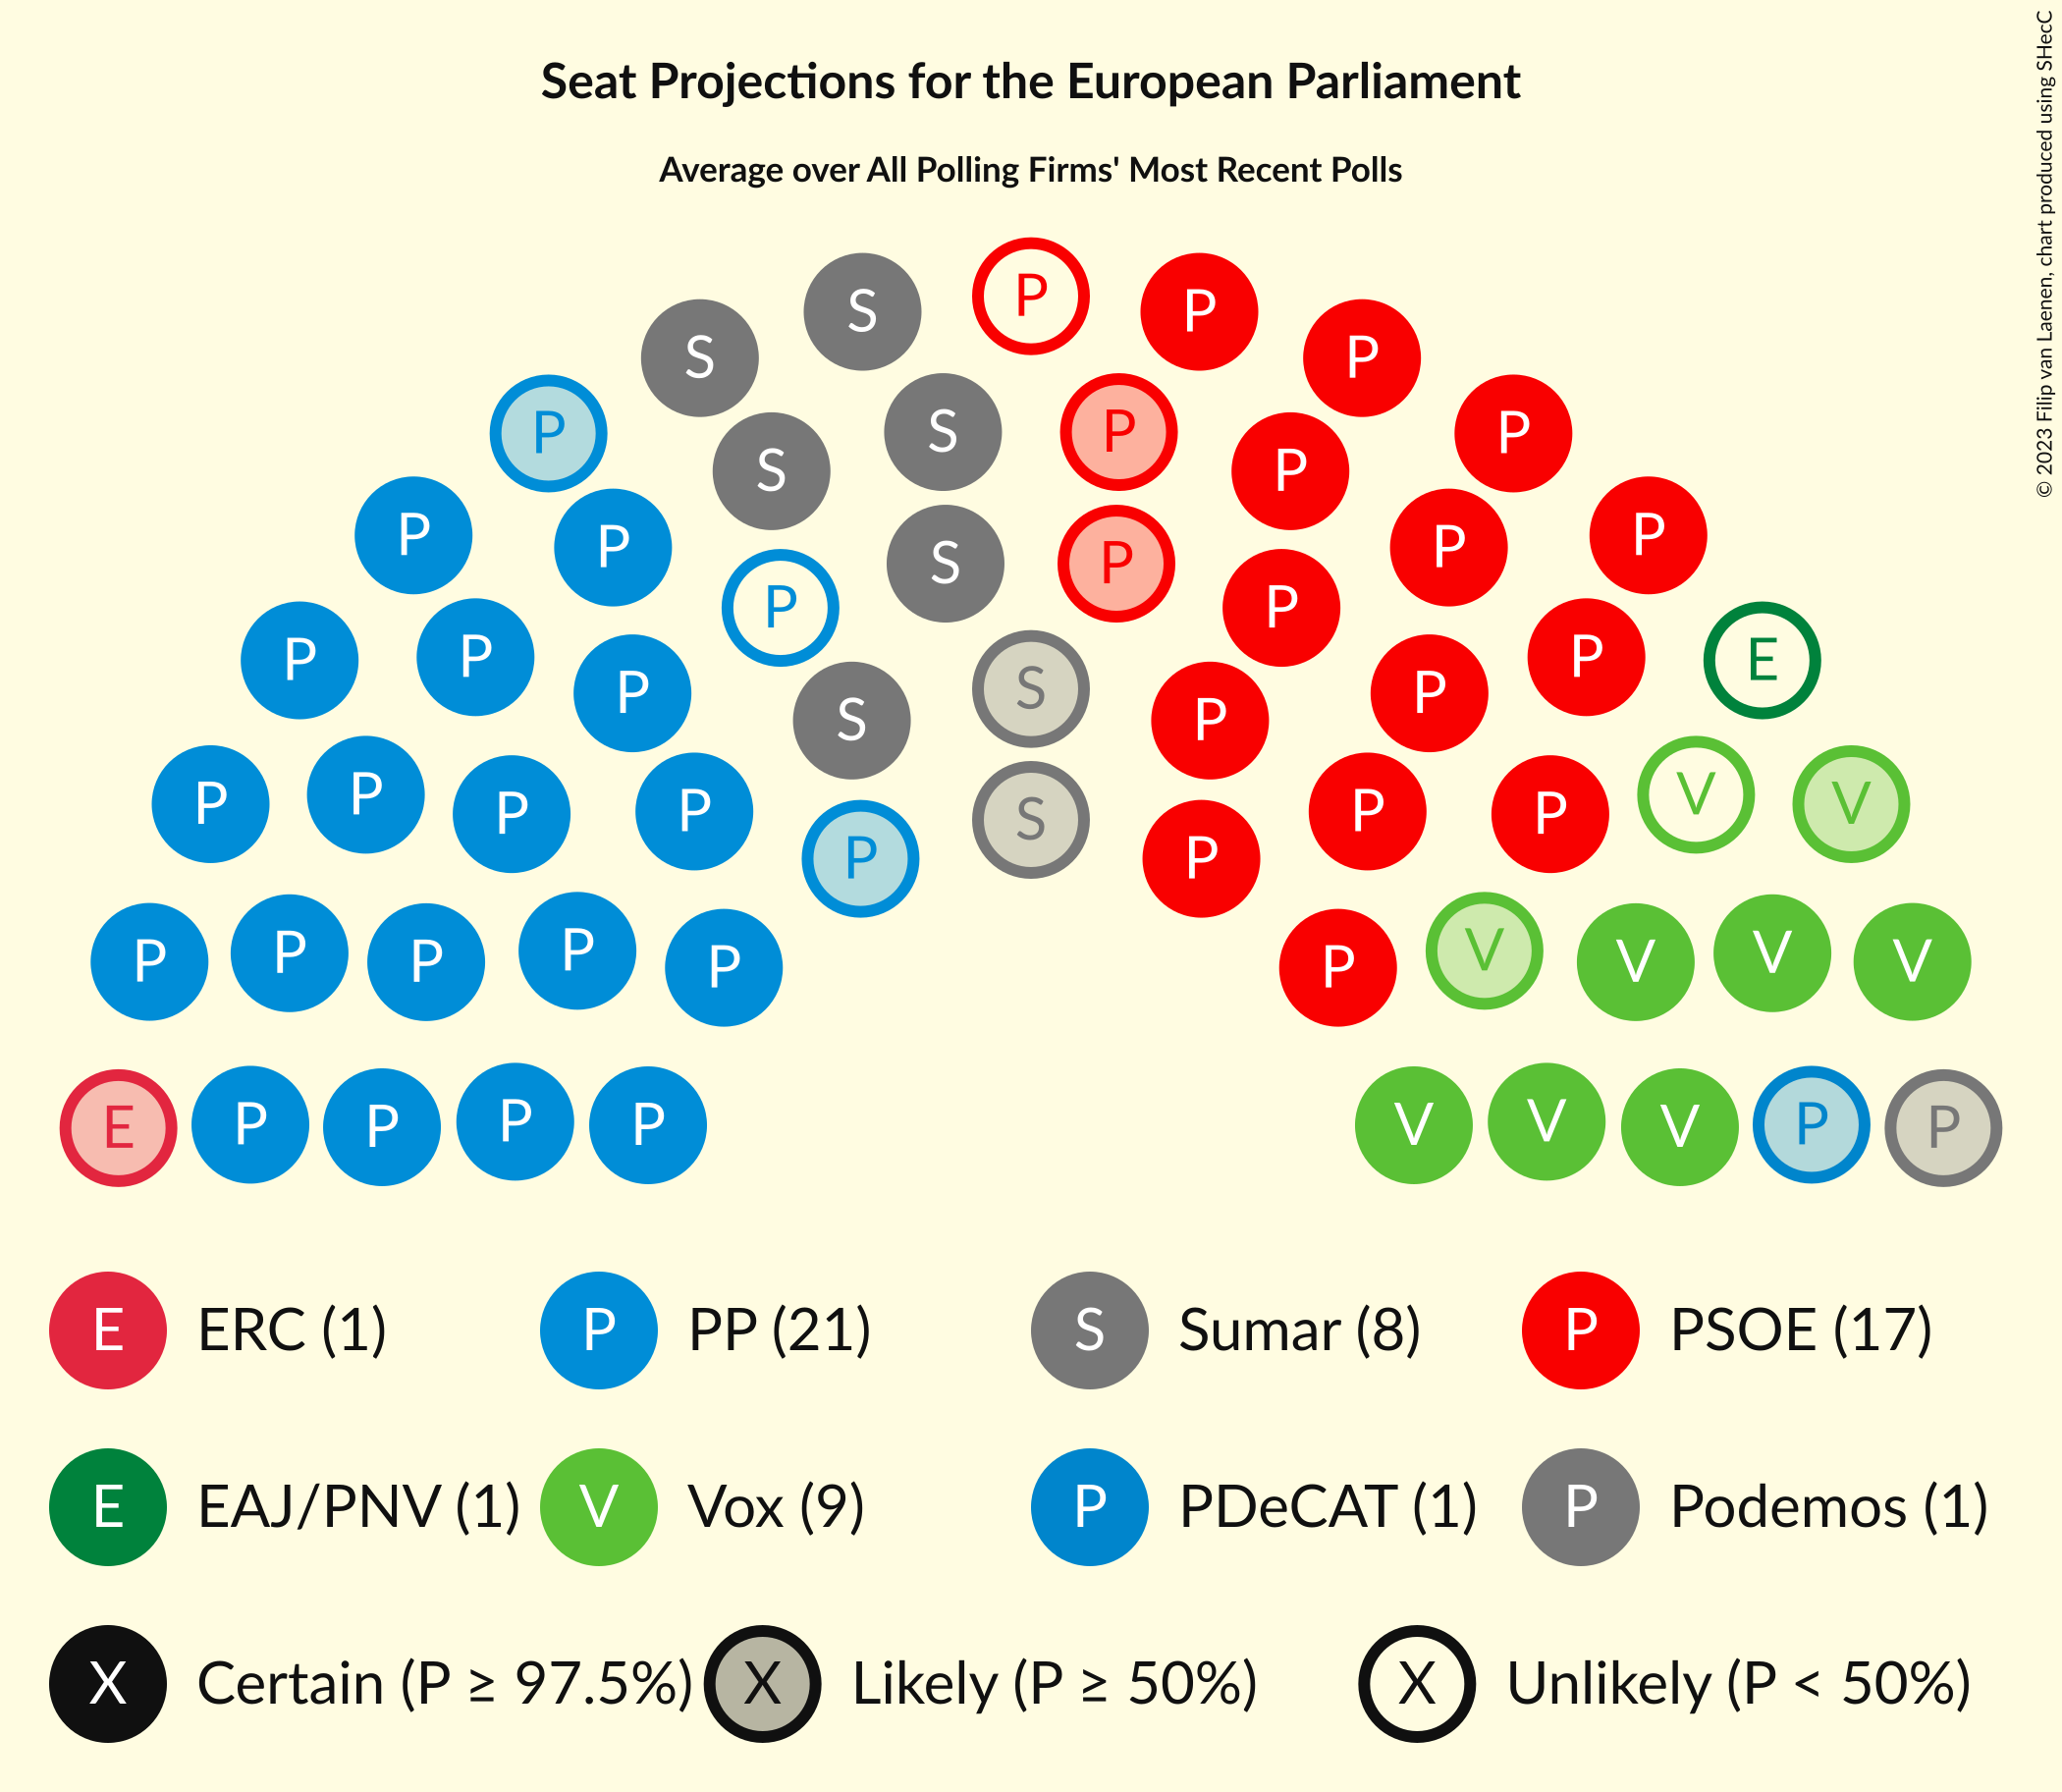 Seat Projections for the European Parliament
Average over All Polling Firms' Most Recent Polls
© 2023 Filip van Laenen, chart produced using SHecC
P
S P
S P
P P P
S P
S P
P P
P P
S P
P P
P P
S
P P
P P
P P
E
S P
P P
V V
P P P P
P P
S
P P
P P
P V V V V
P P P P
E P P P P V V V P P
E ERC (1) P PP (21) S Sumar (8) P PSOE (17)
E EAJ/PNV (1) V Vox (9) P PDeCAT (1) P Podemos (1)
X Certain (P ≥ 97.5%) X Likely (P ≥ 50%) X Unlikely (P < 50%)